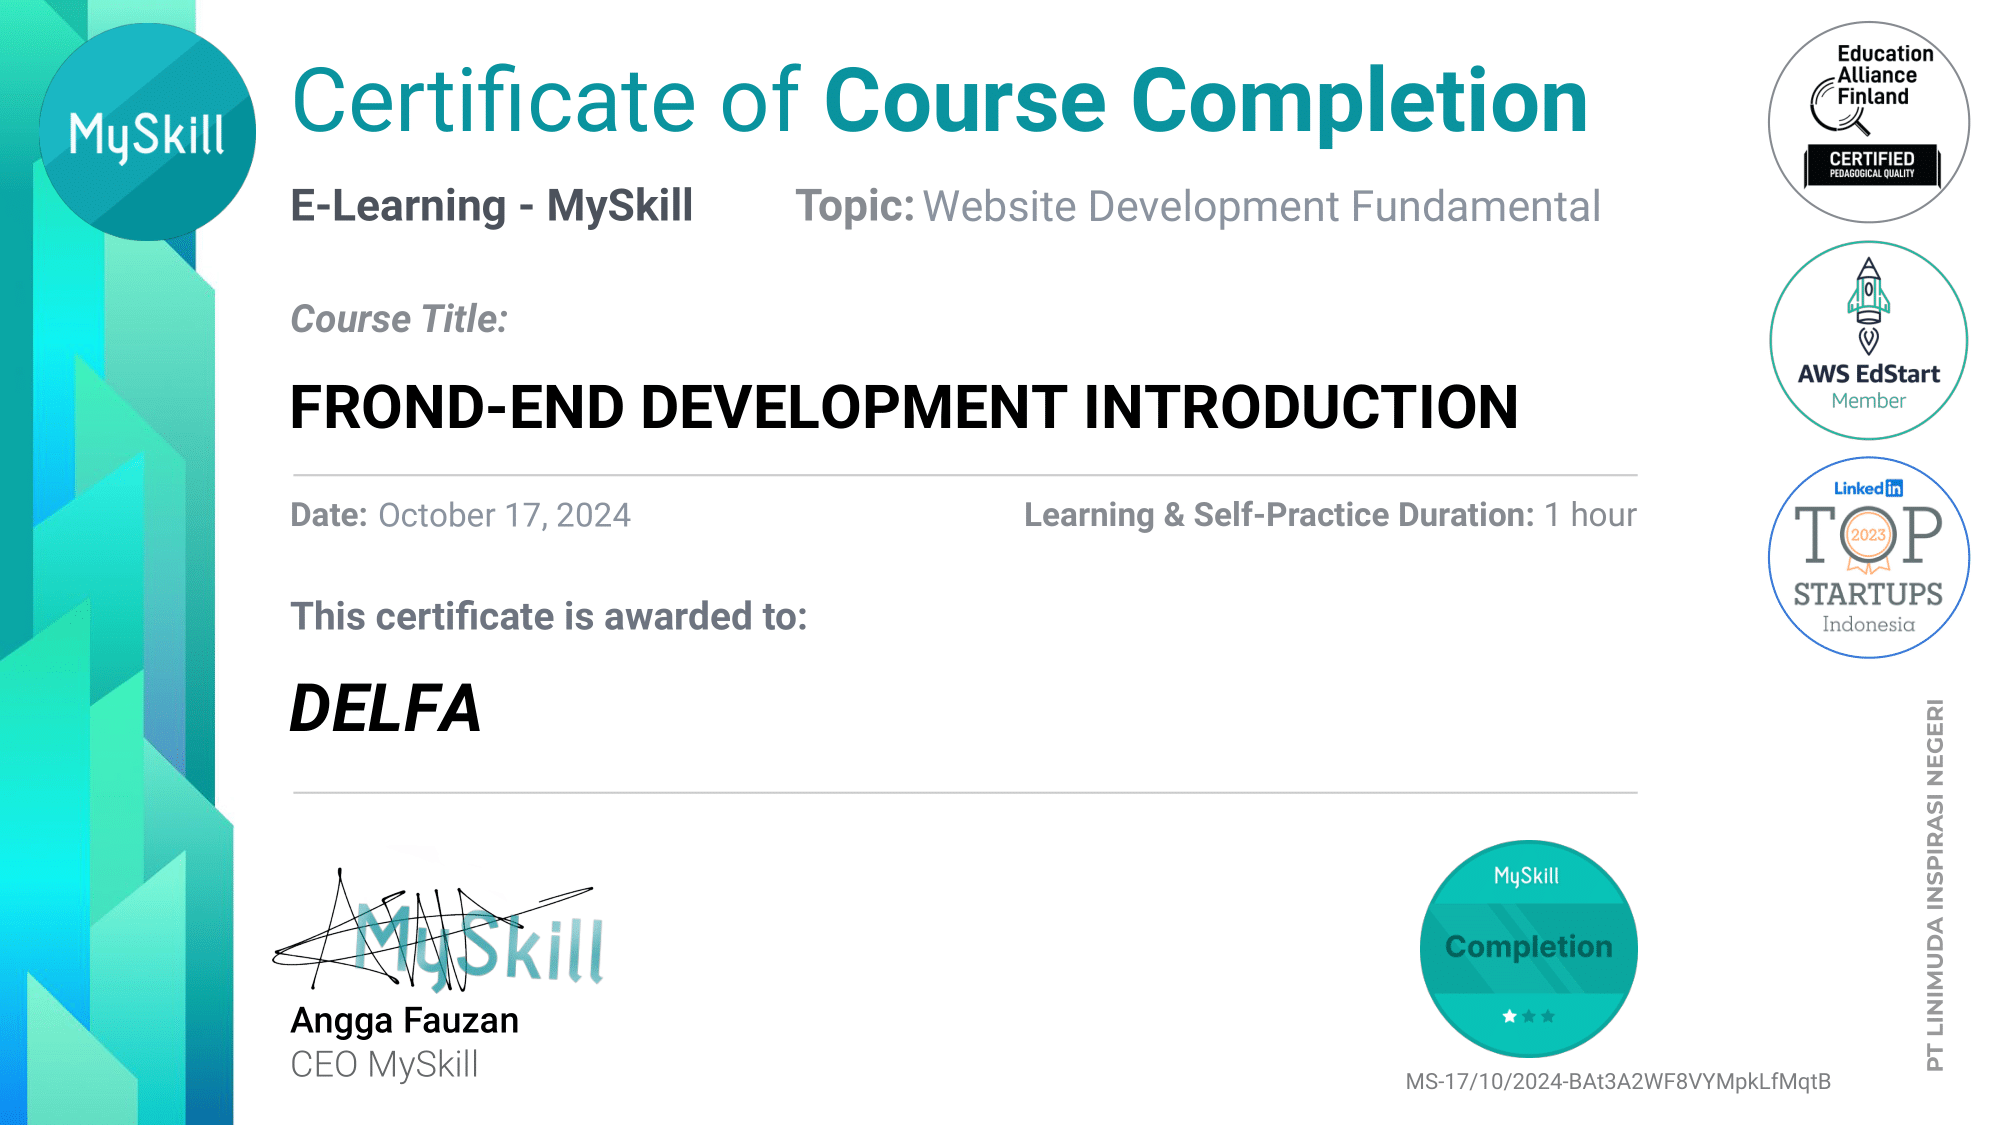 MySkill
Certificate of Course Completion
E-Learning - MySkill
Topic: Website Development Fundamental
Course Title:
FROND-END DEVELOPMENT INTRODUCTION
Date: October 17, 2024
Learning & Self-Practice Duration: 1 hour
This certificate is awarded to:
DELFA
MySkill
Angga Fauzan
CEO MySkill
MySkill
Completion
MS-17/10/2024-BAt3A2WF8VYMpkLfMqtB
Education
Alliance
Finland
CERTIFIED
PEDAGOGICAL QUALITY
AWS EdStart
Member
Linkedin
TOP
2023
STARTUPS
Indonesia
PT LINIMUDA INSPIRASI NEGERI